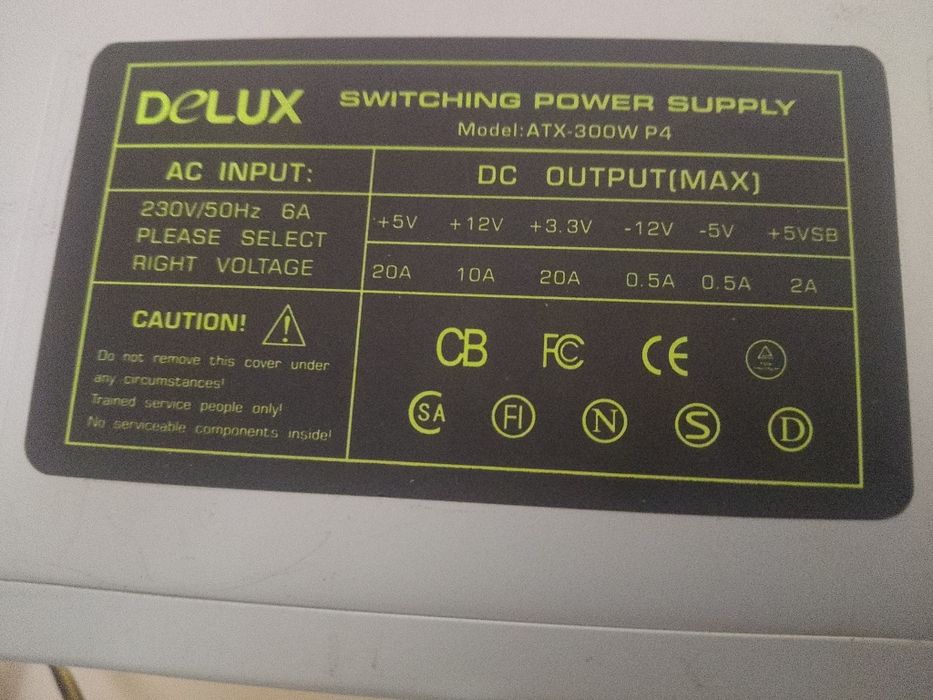 DeLUX SWITCHING POWER SUPPLY
Model:ATX-300W P4
AC INPUT:
230V/50Hz 6A
PLEASE SELECT
RIGHT VOLTAGE
DC OUTPUT(MAX)
+5V +12V +3.3V -12V -5V +5VSB
20A 10A 20A 0.5A 0.5A 2A
CAUTION!
Do not remove this cover under
any circumstances!
Trained service people only!
No serviceable components inside!
CB FC CE
SA FI N S D